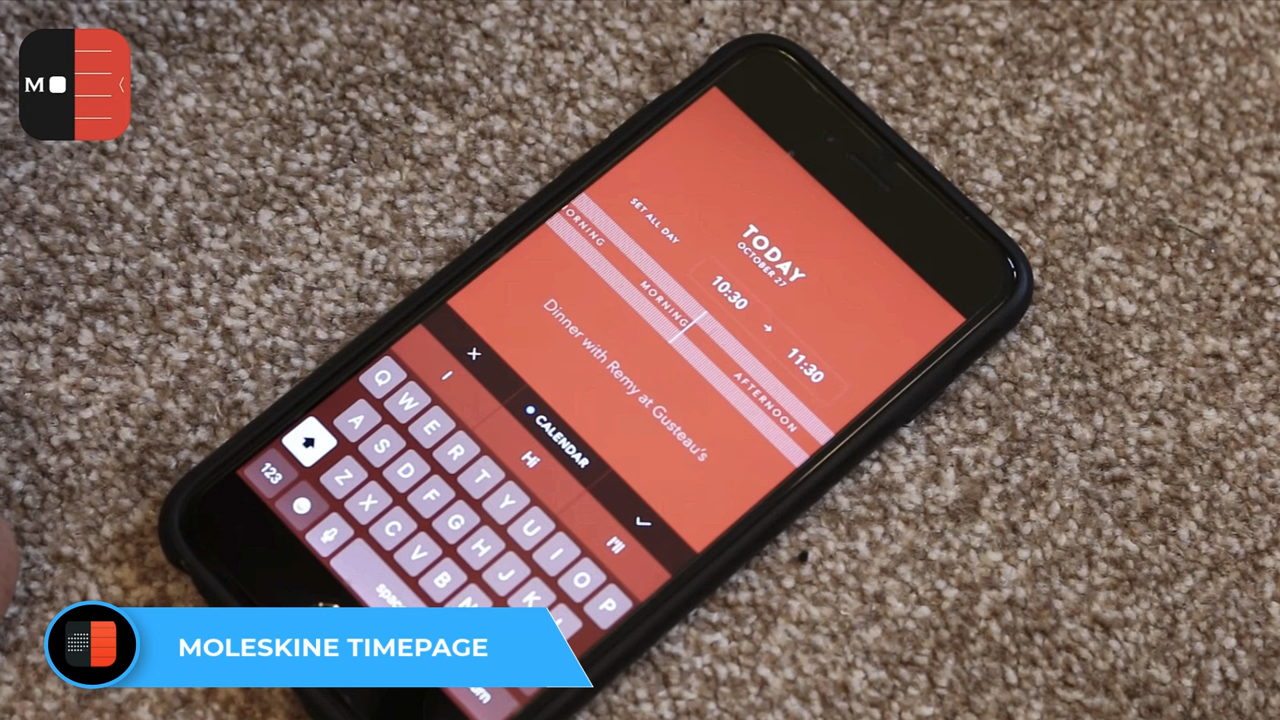 M
SET ALL DAY
TODAY
OCTOBER 27
10:30 → 11:30
MORNING
MORNING
AFTERNOON
Dinner with Remy at Gusteau's
CALENDAR
I
Hi
Q W E R T Y U I O P
A S D F G H J K
Z X C V B
123
MOLESKINE TIMEPAGE